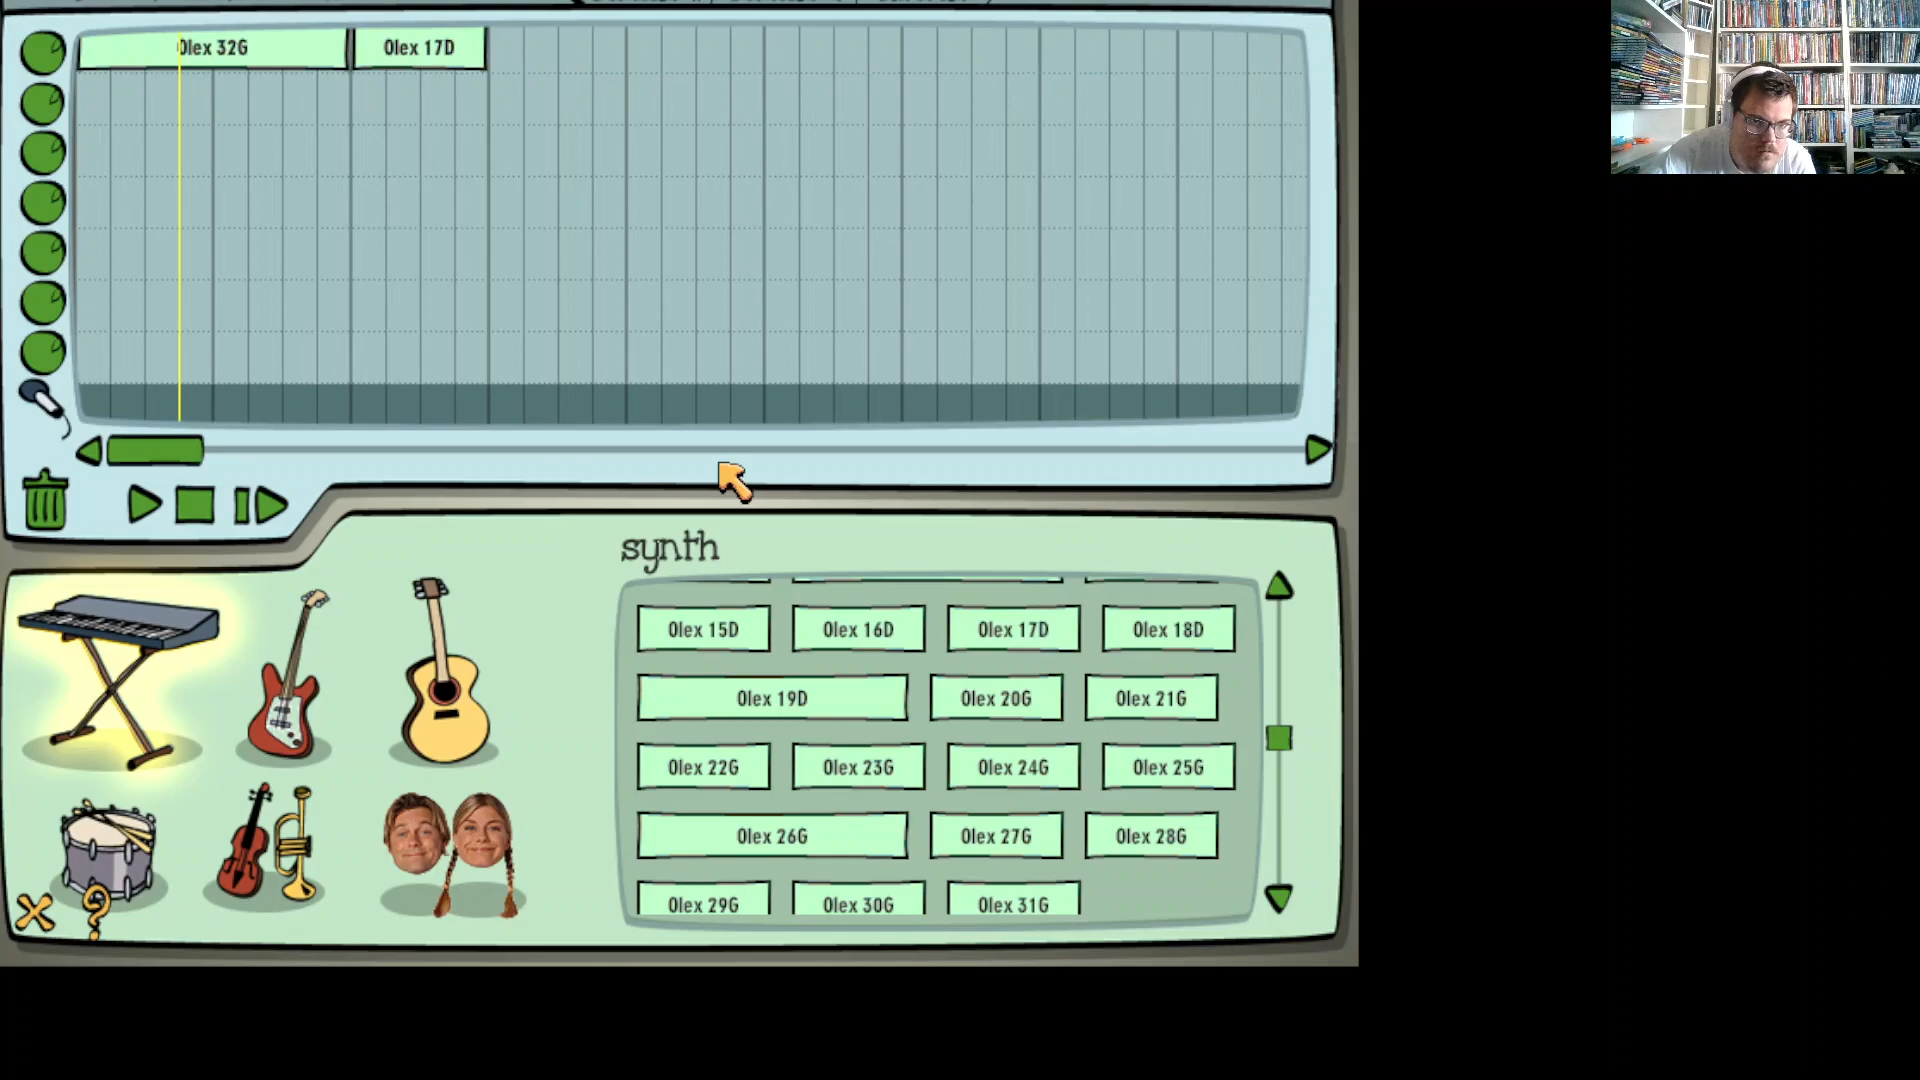 Olex 32G Olex 17D
synth
Olex 15D Olex 16D Olex 17D Olex 18D
Olex 19D Olex 20G Olex 21G
Olex 22G Olex 23G Olex 24G Olex 25G
Olex 26G Olex 27G Olex 28G
Olex 29G Olex 30G Olex 31G